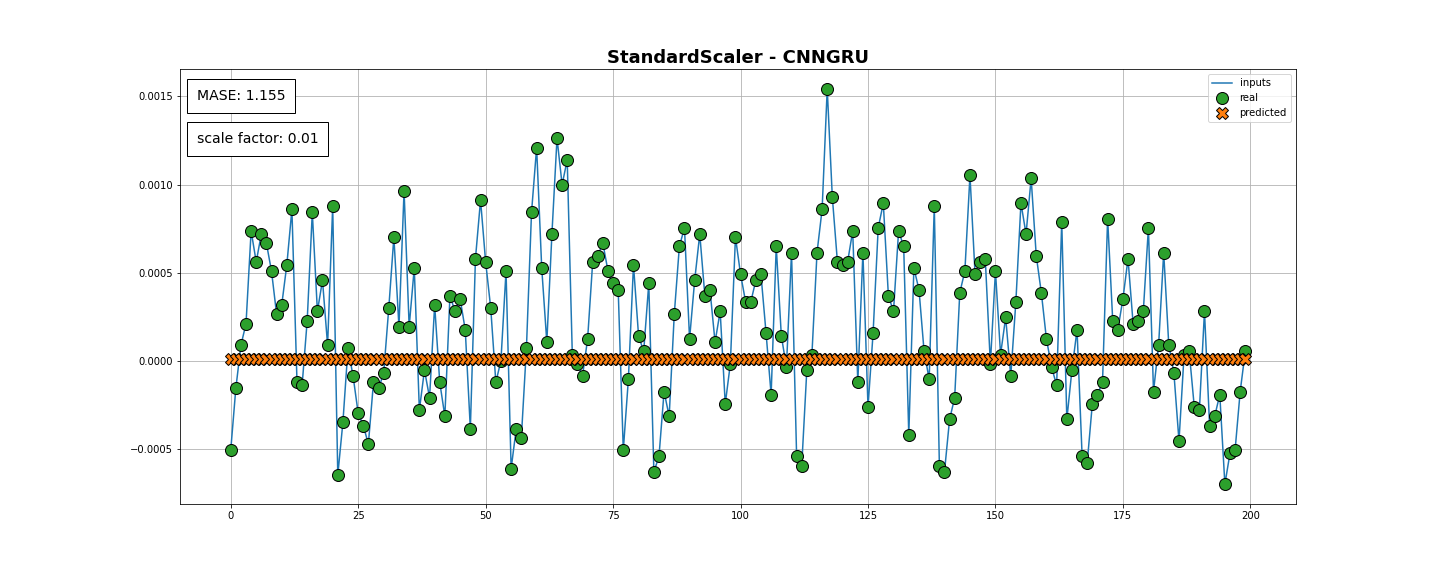 StandardScaler - CNNGRU
MASE: 1.155
scale factor: 0.01
inputs
real
predicted
0.0015
0.0010
0.0005
0.0000
−0.0005
0 25 50 75 100 125 150 175 200